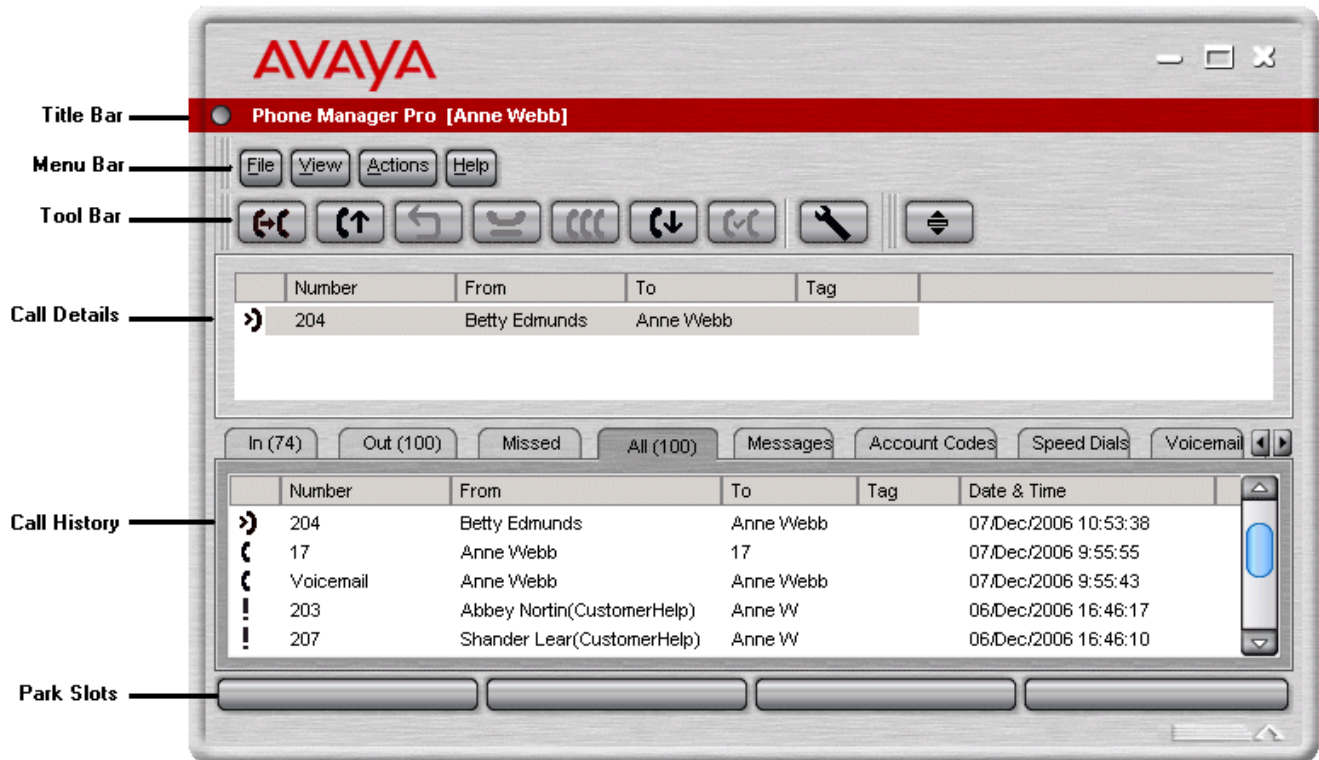 AVAYA
Title Bar
Phone Manager Pro [Anne Webb]
Menu Bar
File View Actions Help
Tool Bar
Number From To Tag
Call Details
204 Betty Edmunds Anne Webb
In (74) Out (100) Missed All (100) Messages Account Codes Speed Dials Voicemail
Number From To Tag Date & Time
Call History
204 Betty Edmunds Anne Webb 07/Dec/2006 10:53:38
17 Anne Webb 17 07/Dec/2006 9:55:55
Voicemail Anne Webb Anne Webb 07/Dec/2006 9:55:43
203 Abbey Nortin(CustomerHelp) Anne W 06/Dec/2006 16:46:17
207 Shander Lear(CustomerHelp) Anne W 06/Dec/2006 16:46:10
Park Slots